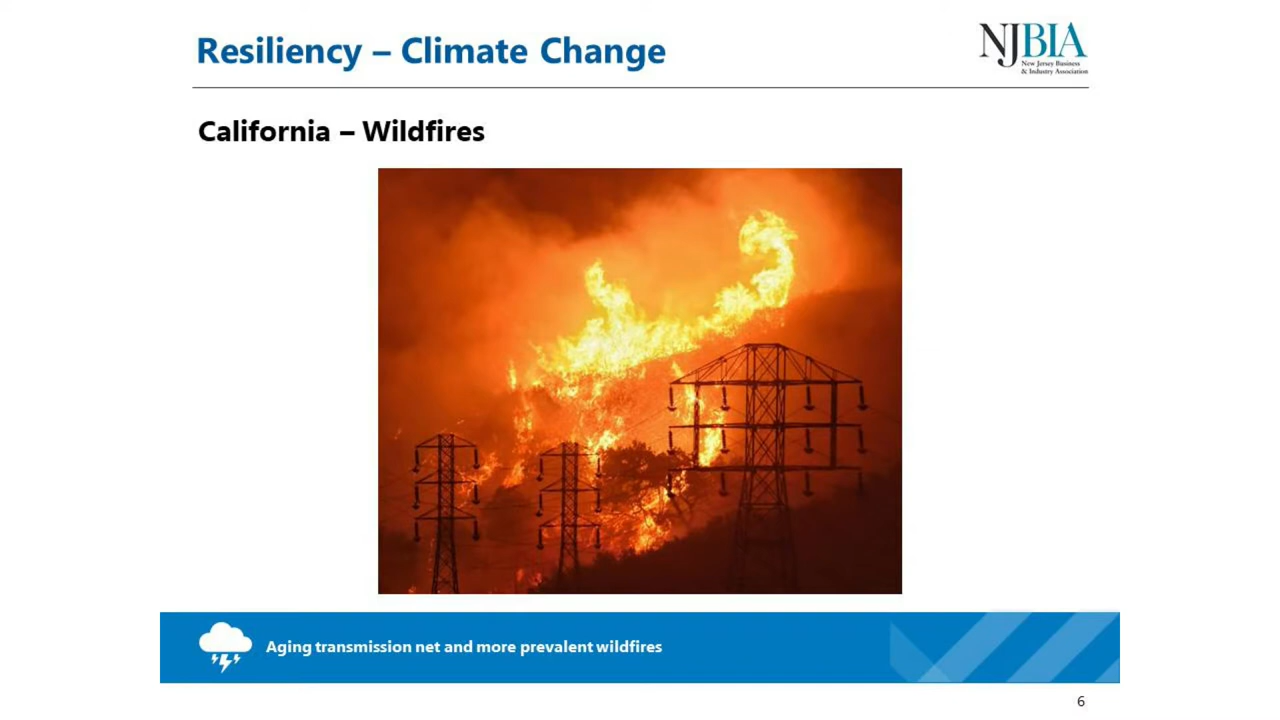 Resiliency – Climate Change
NJBIA
New Jersey Business
& Industry Association
California – Wildfires
Aging transmission net and more prevalent wildfires
6